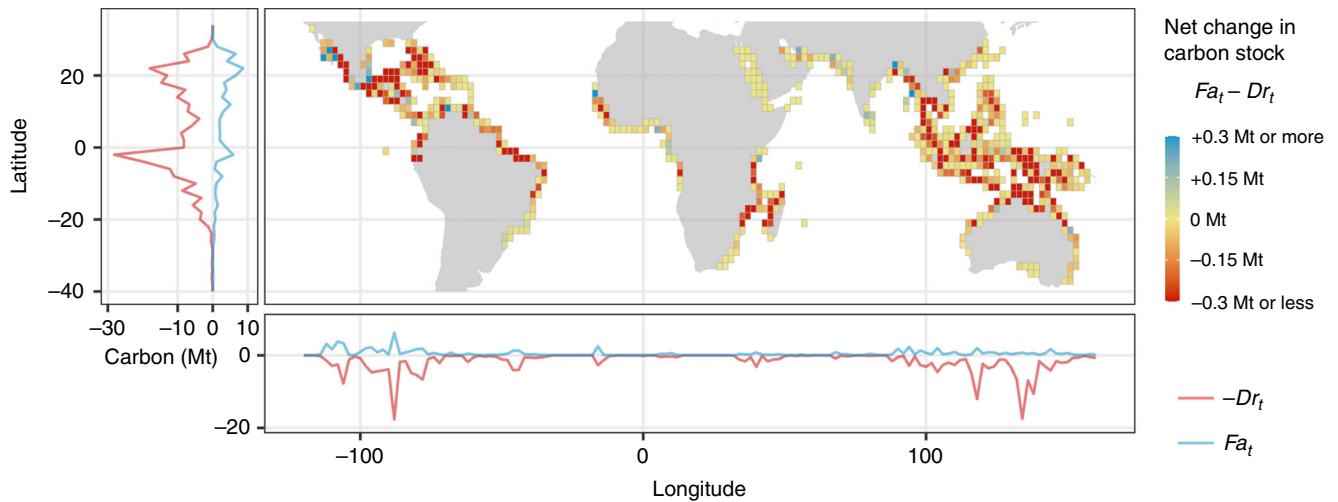 Latitude
20
0
−20
−40
−30
−10
0
10
Carbon (Mt)
0
−20
−100
0
100
Longitude
Net change in
carbon stock
Fat – Drt
+0.3 Mt or more
+0.15 Mt
0 Mt
−0.15 Mt
−0.3 Mt or less
−Drt
Fat